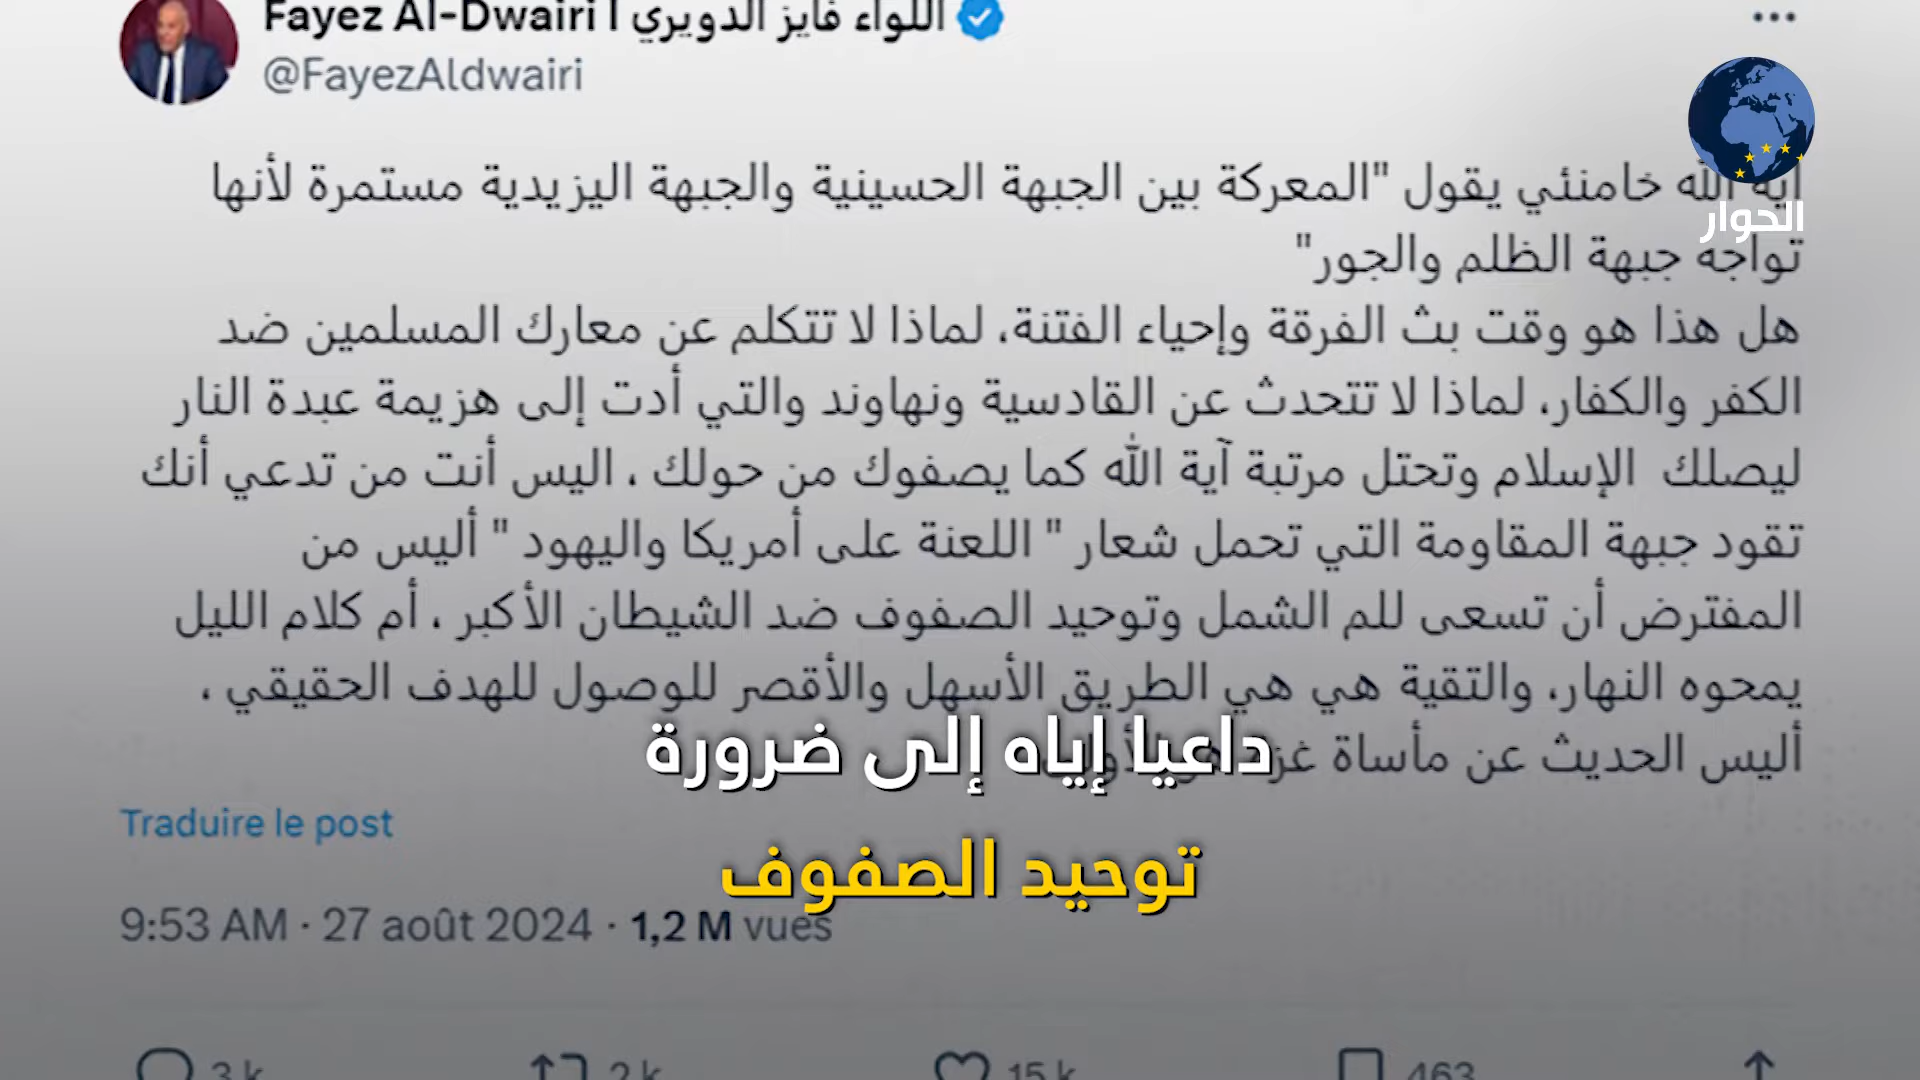 Fayez Al-Dwairi | اللواء فايز الدويري
@FayezAldwairi
الحوار
آية الله خامنئي يقول "المعركة بين الجبهة الحسينية والجبهة اليزيدية مستمرة لأنها
تواجه جبهة الظلم والجور"
هل هذا هو وقت بث الفرقة وإحياء الفتنة، لماذا لا تتكلم عن معارك المسلمين ضد
الكفر والكفار، لماذا لا تتحدث عن القادسية ونهاوند والتي أدت إلى هزيمة عبدة النار
ليصلك الإسلام وتحتل مرتبة آية الله كما يصفوك من حولك ، اليس أنت من تدعي أنك
تقود جبهة المقاومة التي تحمل شعار " اللعنة على أمريكا واليهود " أليس من
المفترض أن تسعى للم الشمل وتوحيد الصفوف ضد الشيطان الأكبر ، أم كلام الليل
يمحوه النهار، والتقية هي هي الطريق الأسهل والأقصر للوصول للهدف الحقيقي ،
أليس الحديث عن مأساة
داعيا إياه إلى ضرورة
توحيد الصفوف
Traduire le post
9:53 AM · 27 août 2024 · 1,2 M vues
3 k 2 k 15 k 463